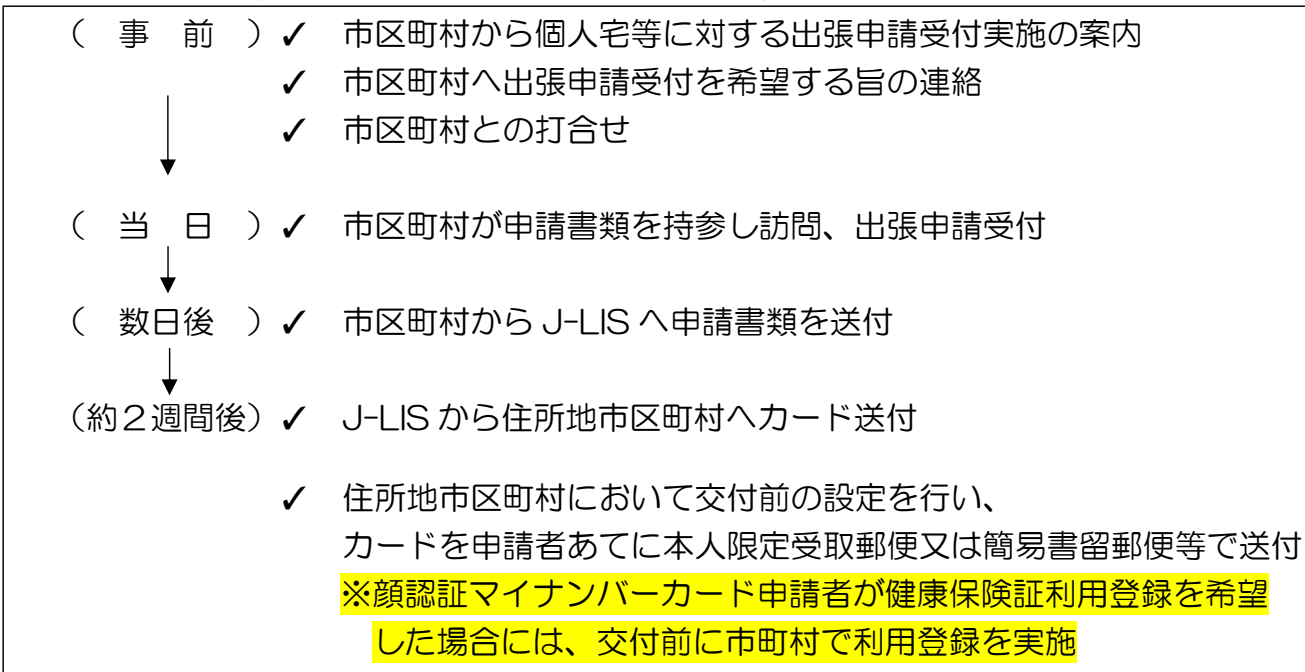 （　事　前　）✓　市区町村から個人宅等に対する出張申請受付実施の案内
✓　市区町村へ出張申請受付を希望する旨の連絡
✓　市区町村との打合せ
（　当　日　）✓　市区町村が申請書類を持参し訪問、出張申請受付
（　数日後　）✓　市区町村から J-LIS へ申請書類を送付
（約２週間後）✓　J-LIS から住所地市区町村へカード送付
✓　住所地市区町村において交付前の設定を行い、
カードを申請者あてに本人限定受取郵便又は簡易書留郵便等で送付
※顔認証マイナンバーカード申請者が健康保険証利用登録を希望
した場合には、交付前に市町村で利用登録を実施